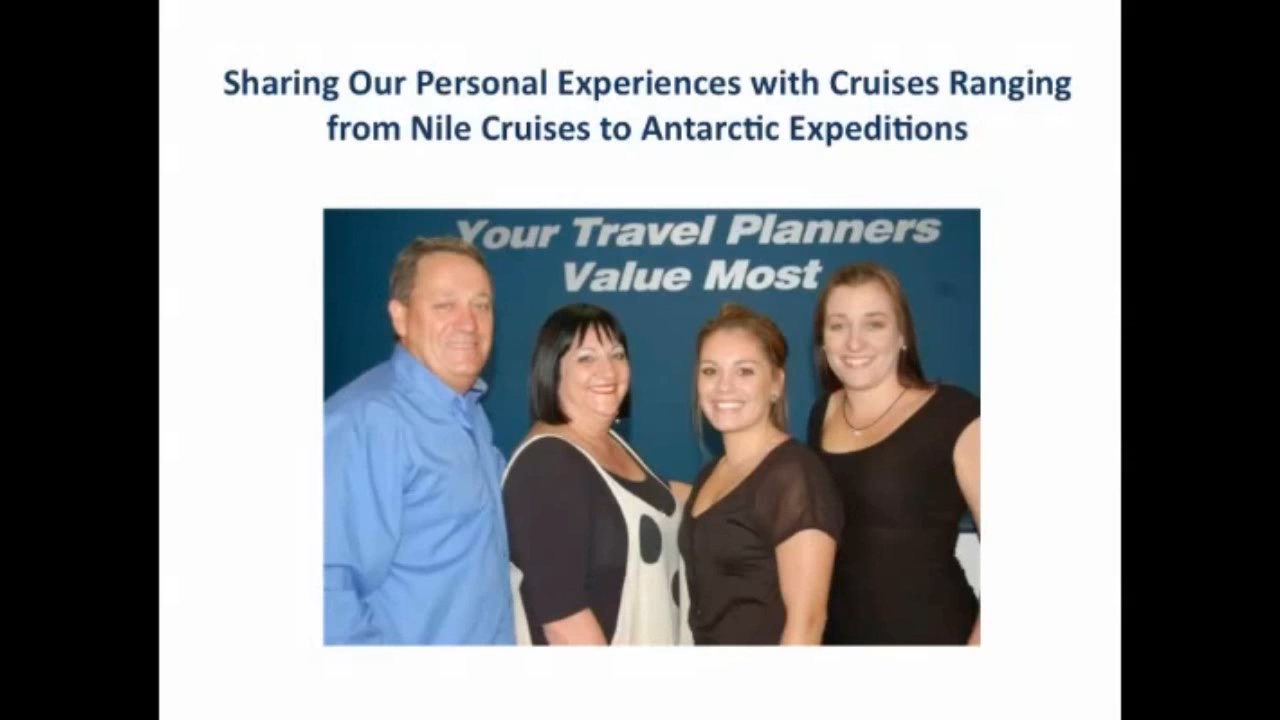 Sharing Our Personal Experiences with Cruises Ranging
from Nile Cruises to Antarctic Expeditions
Your Travel Planners
Value Most